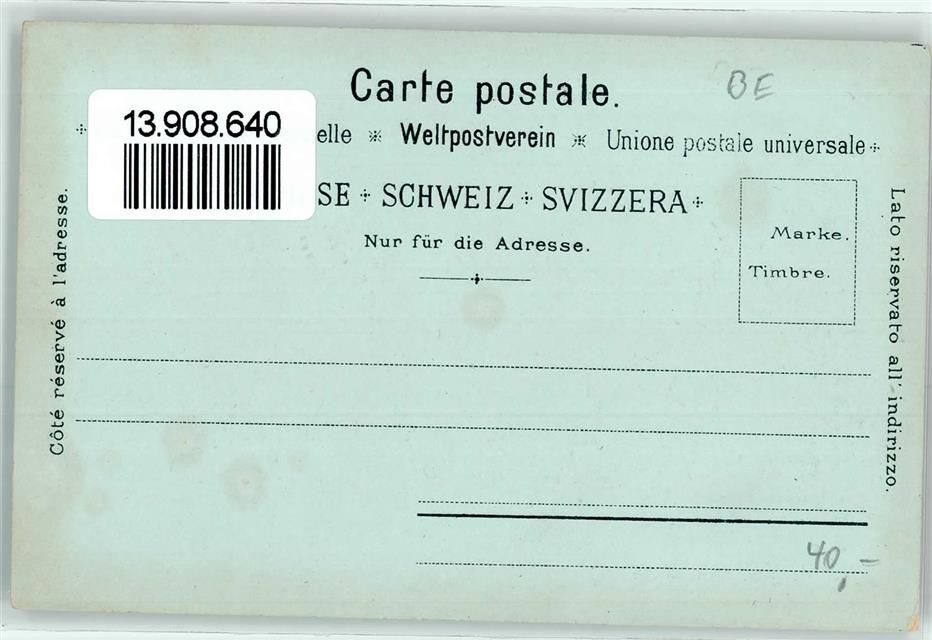 Carte postale.
BE
13.908.640
elle ※ Weltpostverein ※ Unione postale universale
SE SCHWEIZ SVIZZERA
Nur für die Adresse.
Marke.
Timbre.
Côté réservé à l'adresse.
Lato riservato all' indirizzo.
40,–